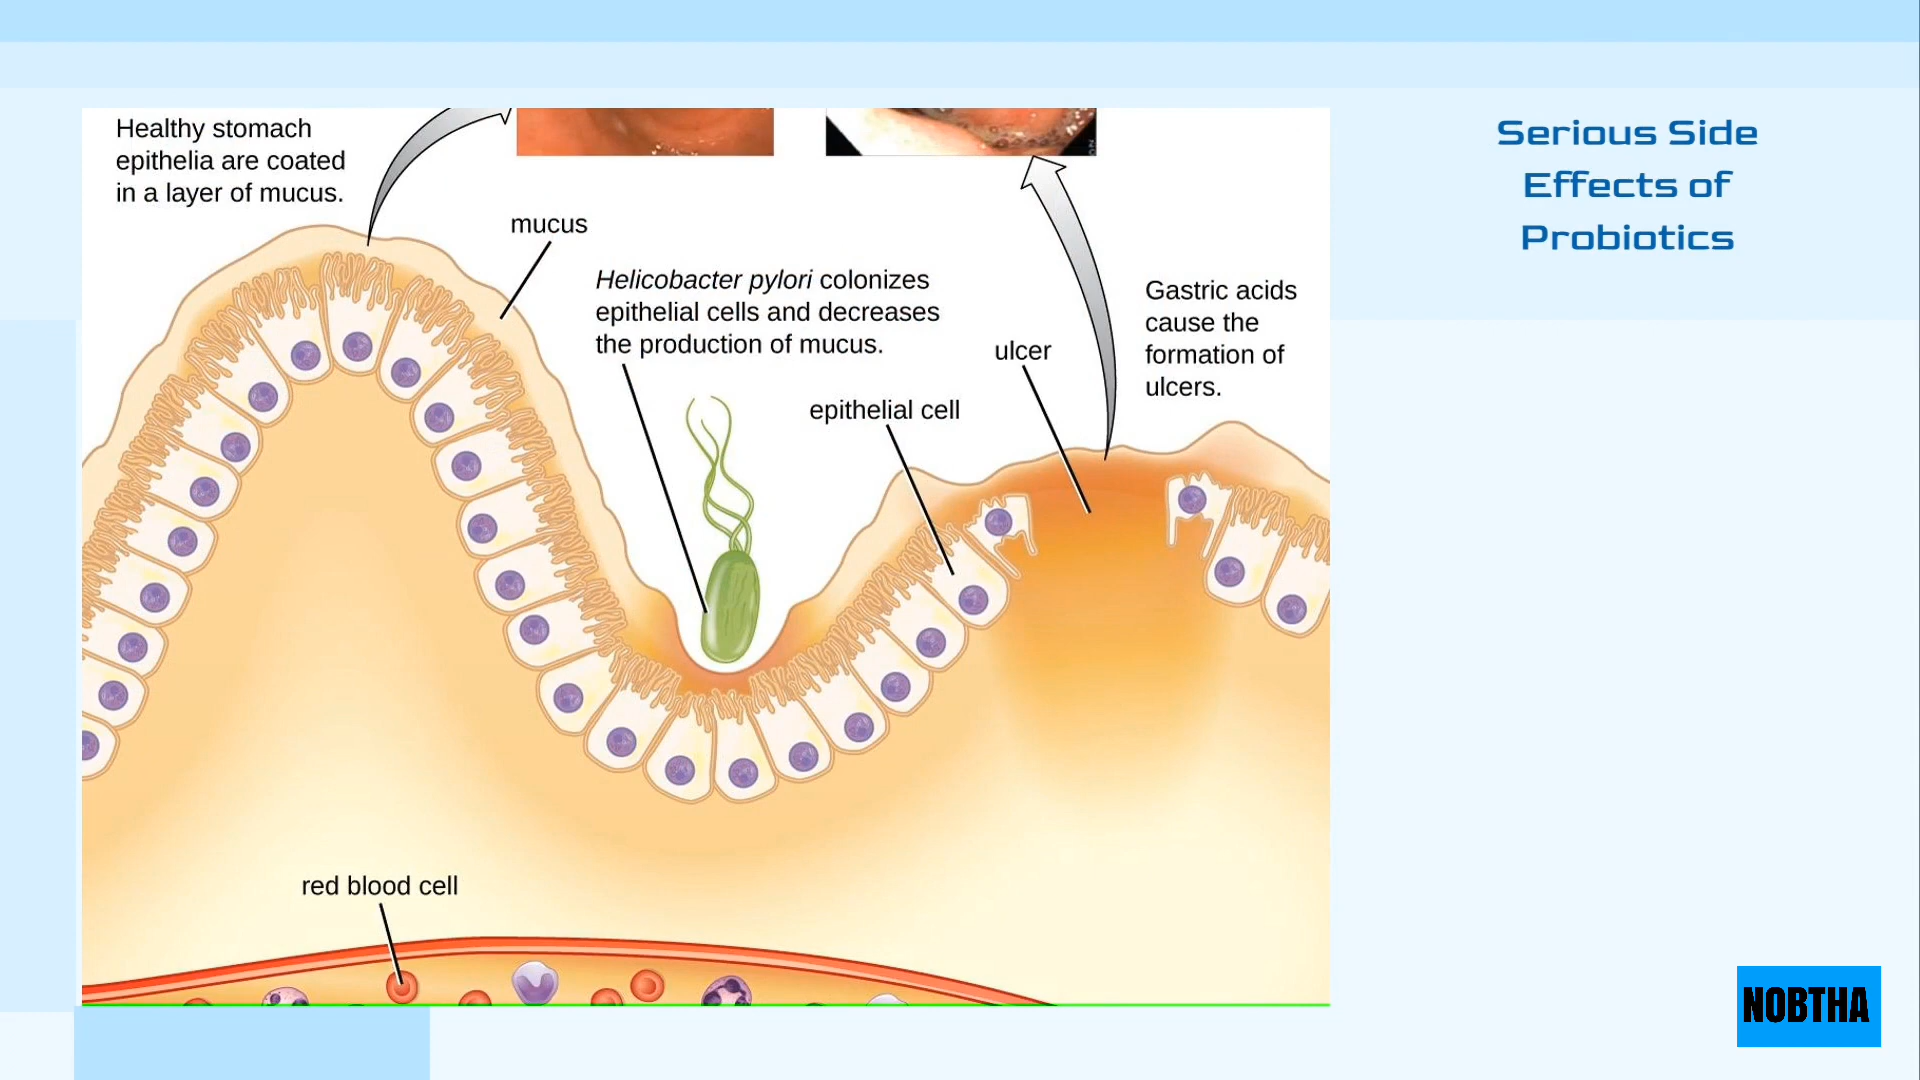 Healthy stomach
epithelia are coated
in a layer of mucus.
mucus
Helicobacter pylori colonizes
epithelial cells and decreases
the production of mucus.
ulcer
epithelial cell
Gastric acids
cause the
formation of
ulcers.
red blood cell
Serious Side
Effects of
Probiotics
NOBTHA